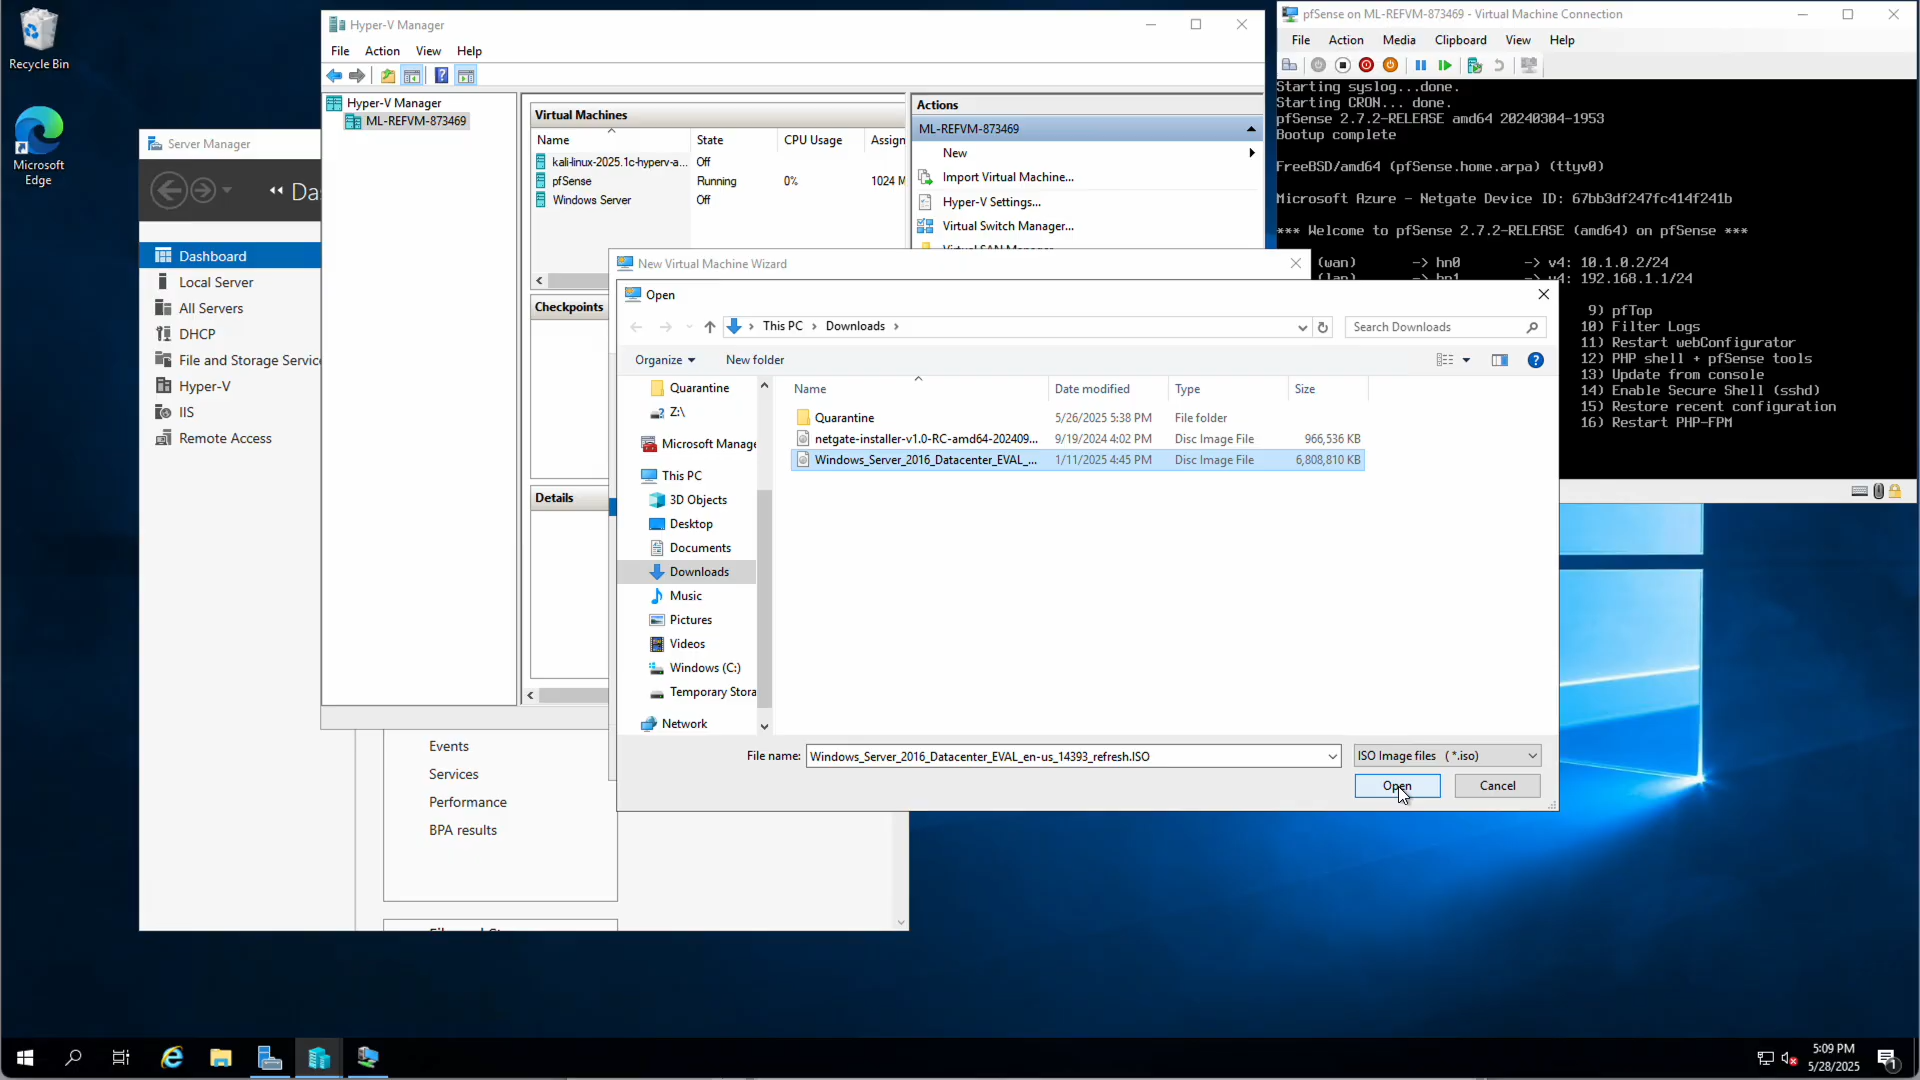 Recycle Bin
Microsoft Edge
Hyper-V Manager
File Action View Help
Hyper-V Manager
ML-REFVM-873469
Virtual Machines
Name State CPU Usage Assign
kali-linux-2025.1c-hyperv-a... Off
pfSense Running 0% 1024 M
Windows Server Off
Checkpoints
Details
Actions
ML-REFVM-873469
New
Import Virtual Machine...
Hyper-V Settings...
Virtual Switch Manager...
Server Manager
Da
Dashboard
Local Server
All Servers
DHCP
File and Storage Service
Hyper-V
IIS
Remote Access
Events
Services
Performance
BPA results
pfSense on ML-REFVM-873469 - Virtual Machine Connection
File Action Media Clipboard View Help
Starting syslog...done.
Starting CRON... done.
pfSense 2.7.2-RELEASE amd64 20240304-1953
Bootup complete
FreeBSD/amd64 (pfSense.home.arpa) (ttyv0)
Microsoft Azure - Netgate Device ID: 67bb3df247fc414f241b
*** Welcome to pfSense 2.7.2-RELEASE (amd64) on pfSense ***
(wan) -> hn0 -> v4: 10.1.0.2/24
(lan) -> hn1 -> v4: 192.168.1.1/24
9) pfTop
10) Filter Logs
11) Restart webConfigurator
12) PHP shell + pfSense tools
13) Update from console
14) Enable Secure Shell (sshd)
15) Restore recent configuration
16) Restart PHP-FPM
New Virtual Machine Wizard
Open
This PC > Downloads >
Search Downloads
Organize New folder
Quarantine
Z:\
Microsoft Manage
This PC
3D Objects
Desktop
Documents
Downloads
Music
Pictures
Videos
Windows (C:)
Temporary Stora
Network
Name Date modified Type Size
Quarantine 5/26/2025 5:38 PM File folder
netgate-installer-v1.0-RC-amd64-202409... 9/19/2024 4:02 PM Disc Image File 966,536 KB
Windows_Server_2016_Datacenter_EVAL_... 1/11/2025 4:45 PM Disc Image File 6,808,810 KB
File name: Windows_Server_2016_Datacenter_EVAL_en-us_14393_refresh.ISO
ISO Image files (*.iso)
Open Cancel
5:09 PM
5/28/2025
1